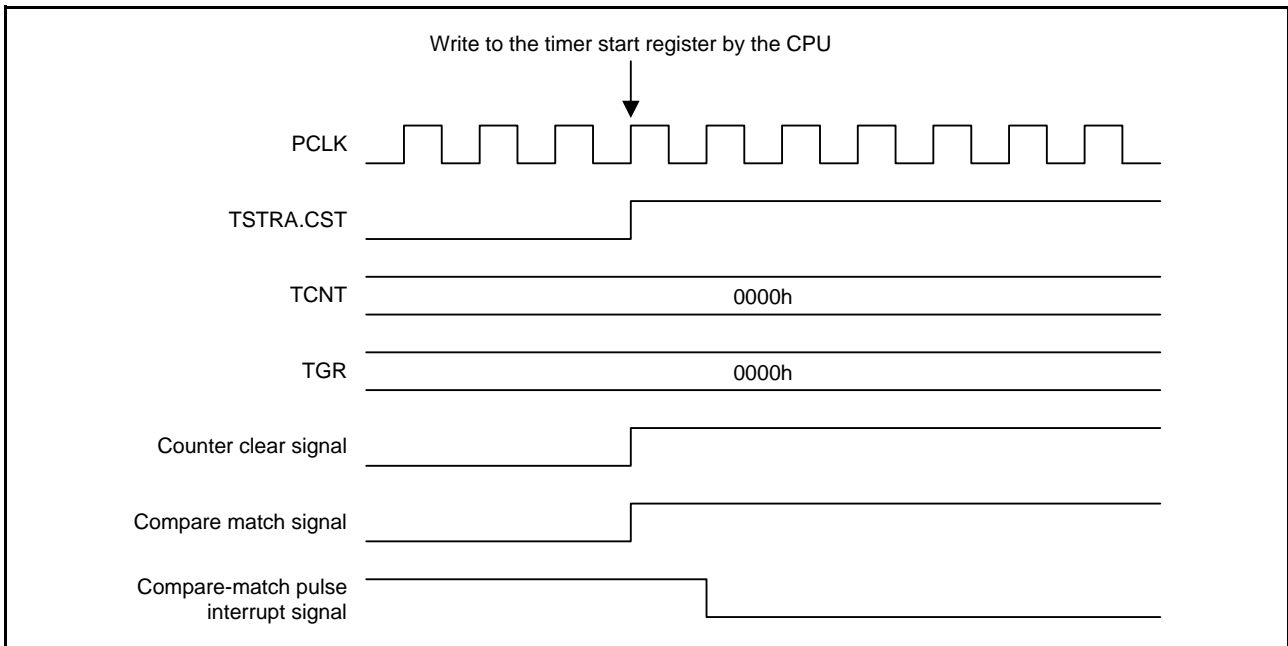 Write to the timer start register by the CPU
PCLK
TSTRA.CST
TCNT
0000h
TGR
0000h
Counter clear signal
Compare match signal
Compare-match pulse
interrupt signal